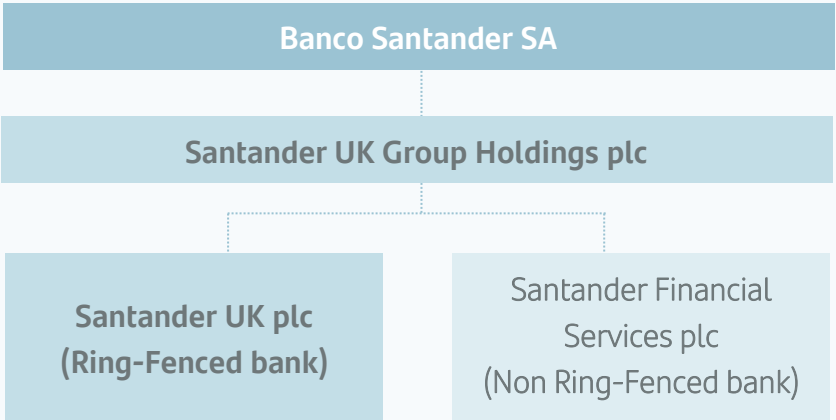 Banco Santander SA
Santander UK Group Holdings plc
Santander UK plc
(Ring-Fenced bank)
Santander Financial
Services plc
(Non Ring-Fenced bank)